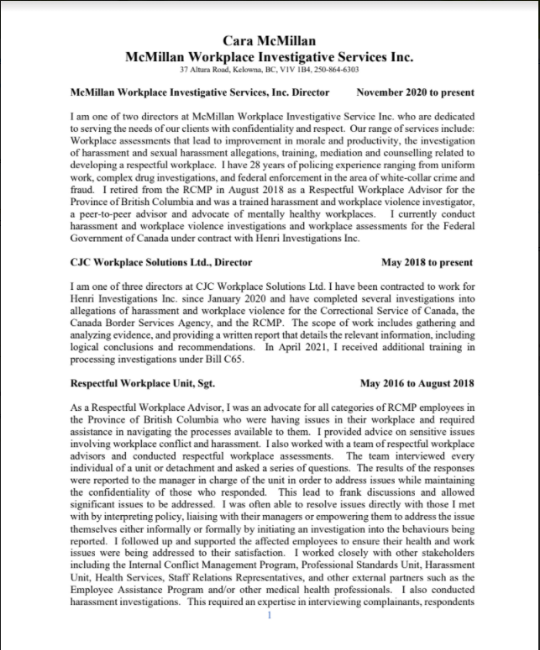 Cara McMillan
McMillan Workplace Investigative Services Inc.
37 Altura Road, Kelowna, BC, V1V 1B4, 250-864-6303
McMillan Workplace Investigative Services, Inc. Director November 2020 to present
I am one of two directors at McMillan Workplace Investigative Service Inc. who are dedicated
to serving the needs of our clients with confidentiality and respect. Our range of services include:
Workplace assessments that lead to improvement in morale and productivity, the investigation
of harassment and sexual harassment allegations, training, mediation and counselling related to
developing a respectful workplace. I have 28 years of policing experience ranging from uniform
work, complex drug investigations, and federal enforcement in the area of white-collar crime and
fraud. I retired from the RCMP in August 2018 as a Respectful Workplace Advisor for the
Province of British Columbia and was a trained harassment and workplace violence investigator,
a peer-to-peer advisor and advocate of mentally healthy workplaces. I currently conduct
harassment and workplace violence investigations and workplace assessments for the Federal
Government of Canada under contract with Henri Investigations Inc.
CJC Workplace Solutions Ltd., Director May 2018 to present
I am one of three directors at CJC Workplace Solutions Ltd. I have been contracted to work for
Henri Investigations Inc. since January 2020 and have completed several investigations into
allegations of harassment and workplace violence for the Correctional Service of Canada, the
Canada Border Services Agency, and the RCMP. The scope of work includes gathering and
analyzing evidence, and providing a written report that details the relevant information, including
logical conclusions and recommendations. In April 2021, I received additional training in
processing investigations under Bill C65.
Respectful Workplace Unit, Sgt. May 2016 to August 2018
As a Respectful Workplace Advisor, I was an advocate for all categories of RCMP employees in
the Province of British Columbia who were having issues in their workplace and required
assistance in navigating the processes available to them. I provided advice on sensitive issues
involving workplace conflict and harassment. I also worked with a team of respectful workplace
advisors and conducted respectful workplace assessments. The team interviewed every
individual of a unit or detachment and asked a series of questions. The results of the responses
were reported to the manager in charge of the unit in order to address issues while maintaining
the confidentiality of those who responded. This lead to frank discussions and allowed
significant issues to be addressed. I was often able to resolve issues directly with those I met
with by interpreting policy, liaising with their managers or empowering them to address the issue
themselves either informally or formally by initiating an investigation into the behaviours being
reported. I followed up and supported the affected employees to ensure their health and work
issues were being addressed to their satisfaction. I worked closely with other stakeholders
including the Internal Conflict Management Program, Professional Standards Unit, Harassment
Unit, Health Services, Staff Relations Representatives, and other external partners such as the
Employee Assistance Program and/or other medical health professionals. I also conducted
harassment investigations. This required an expertise in interviewing complainants, respondents
1